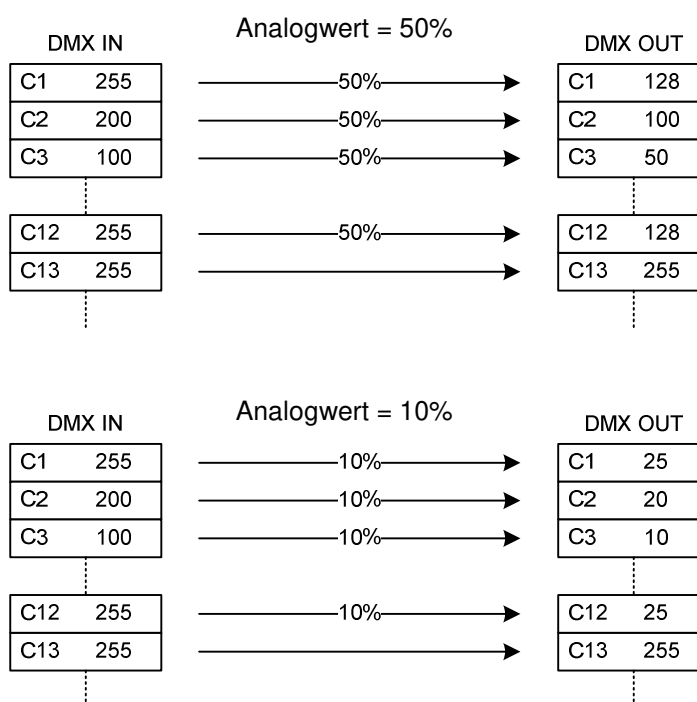 Analogwert = 50%
DMX IN DMX OUT
C1 255 50% C1 128
C2 200 50% C2 100
C3 100 50% C3 50
C12 255 50% C12 128
C13 255 C13 255
Analogwert = 10%
DMX IN DMX OUT
C1 255 10% C1 25
C2 200 10% C2 20
C3 100 10% C3 10
C12 255 10% C12 25
C13 255 C13 255